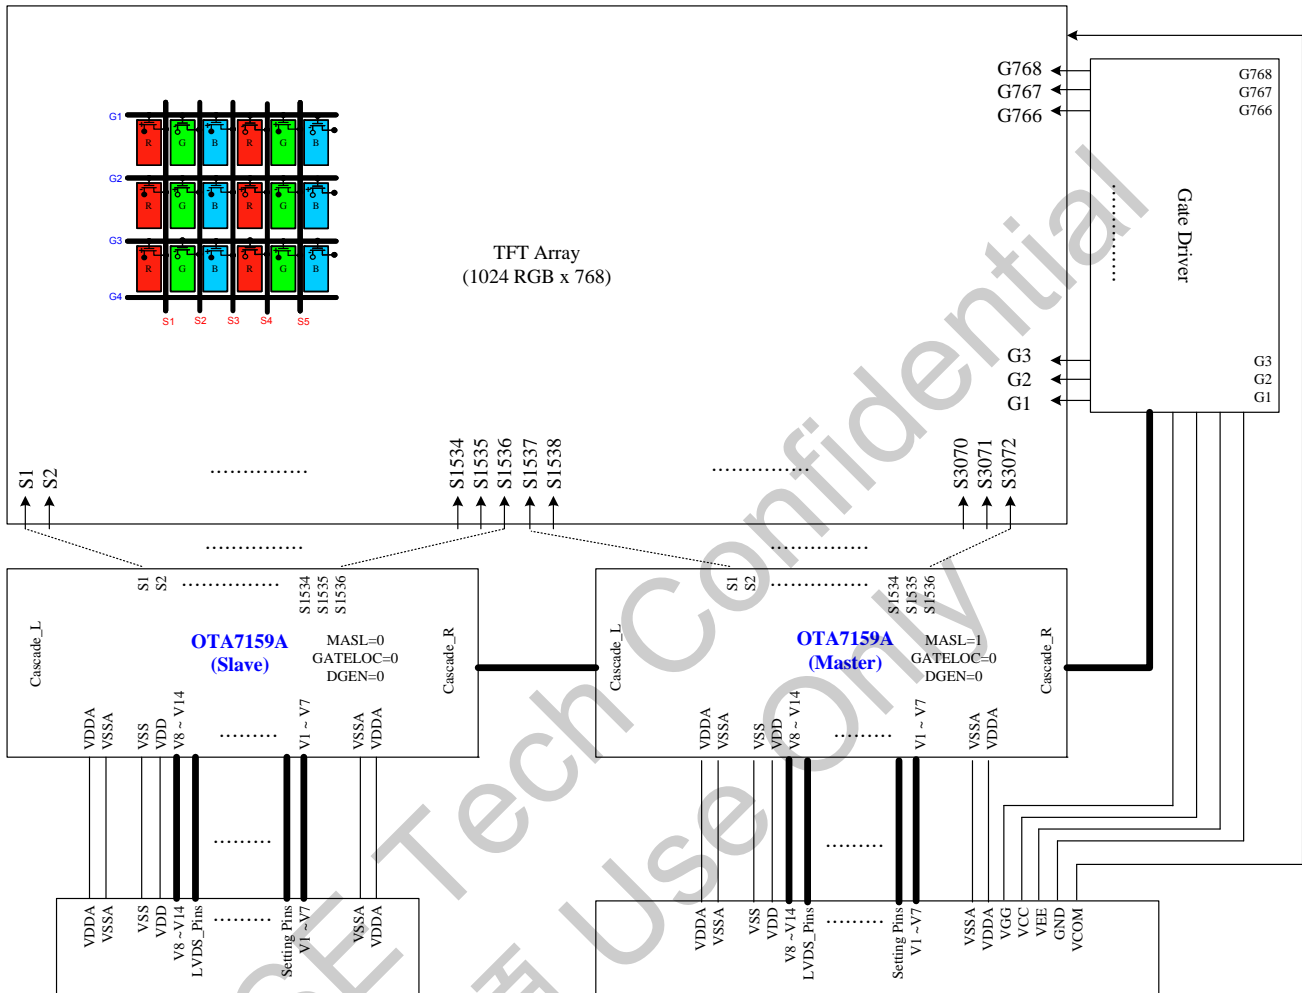 G768
G767
G766
G768
G767
G766
Gate Driver
G1
R G B R G B
G2
R G B R G B
G3
R G B R G B
G4
S1 S2 S3 S4 S5
TFT Array
(1024 RGB x 768)
G3
G2
G1
G3
G2
G1
S1
S2
...............
S1534
S1535
S1536
S1537
S1538
...............
S3070
S3071
S3072
...............
...............
S1
S2
...............
S1534
S1535
S1536
Cascade_L
OTA7159A
(Slave)
MASL=0
GATELOC=0
DGEN=0
Cascade_R
VDDA
VSSA
VSS
VDD
V8 ~ V14
.........
V1 ~ V7
VSSA
VDDA
S1
S2
...............
S1534
S1535
S1536
Cascade_L
OTA7159A
(Master)
MASL=1
GATELOC=0
DGEN=0
Cascade_R
VDDA
VSSA
VSS
VDD
V8 ~ V14
.........
V1 ~ V7
VSSA
VDDA
.........
.........
VDDA
VSSA
VSS
VDD
V8 ~V14
LVDS_Pins
.........
Setting Pins
V1 ~V7
VSSA
VDDA
VDDA
VSSA
VSS
VDD
V8 ~V14
LVDS_Pins
.........
Setting Pins
V1 ~V7
VSSA
VDDA
VGG
VCC
VEE
GND
VCOM
CE Tech Confidential
Use Only